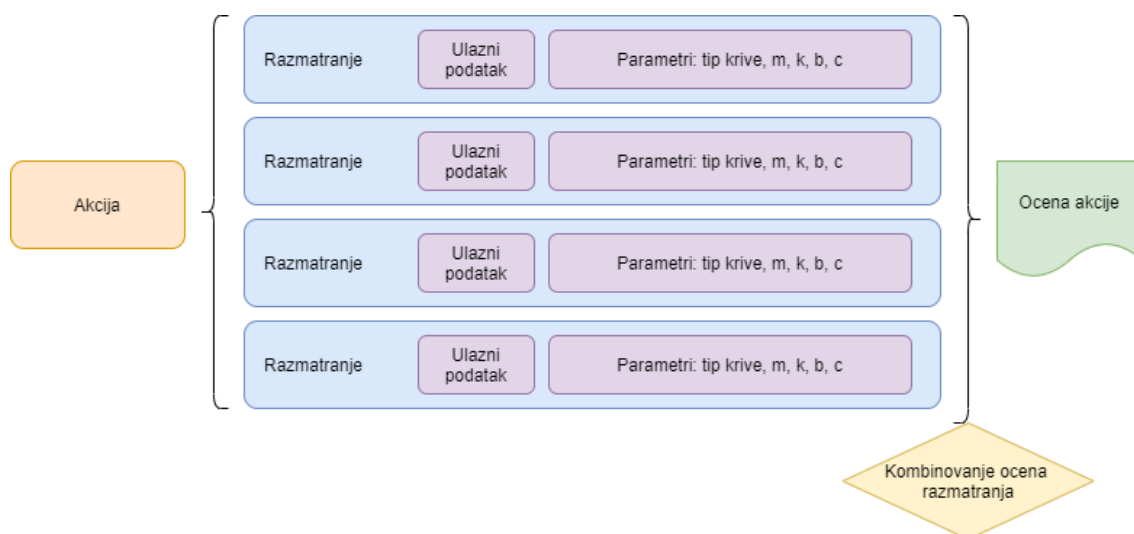 Razmatranje
Ulazni
podatak
Parametri: tip krive, m, k, b, c
Razmatranje
Ulazni
podatak
Parametri: tip krive, m, k, b, c
Akcija
Ocena akcije
Razmatranje
Ulazni
podatak
Parametri: tip krive, m, k, b, c
Razmatranje
Ulazni
podatak
Parametri: tip krive, m, k, b, c
Kombinovanje ocena
razmatranja